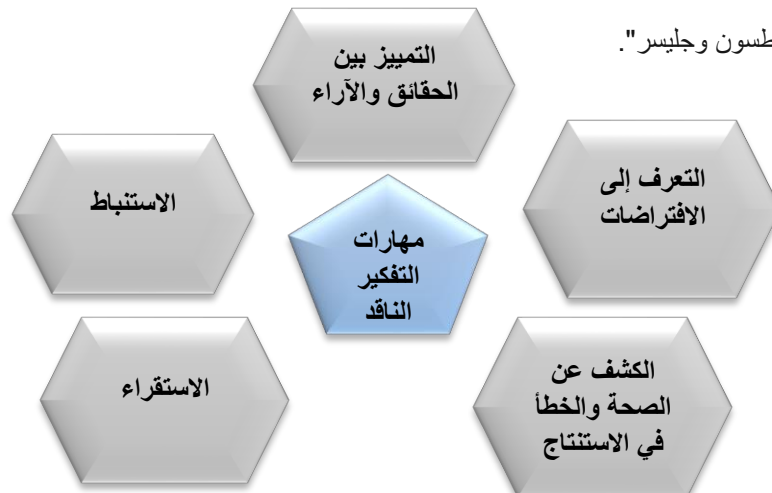 طسون وجليسر".
التمييز بين
الحقائق والآراء
التعرف إلى
الافتراضات
الاستنباط
مهارات
التفكير
الناقد
الكشف عن
الصحة والخطأ
في الاستنتاج
الاستقراء